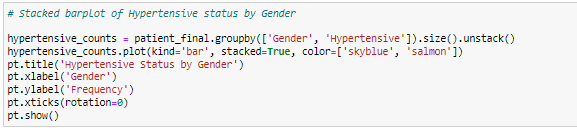 # Stacked barplot of Hypertensive status by Gender
hypertensive_counts = patient_final.groupby(['Gender', 'Hypertensive']).size().unstack()
hypertensive_counts.plot(kind='bar', stacked=True, color=['skyblue', 'salmon'])
pt.title('Hypertensive Status by Gender')
pt.xlabel('Gender')
pt.ylabel('Frequency')
pt.xticks(rotation=0)
pt.show()